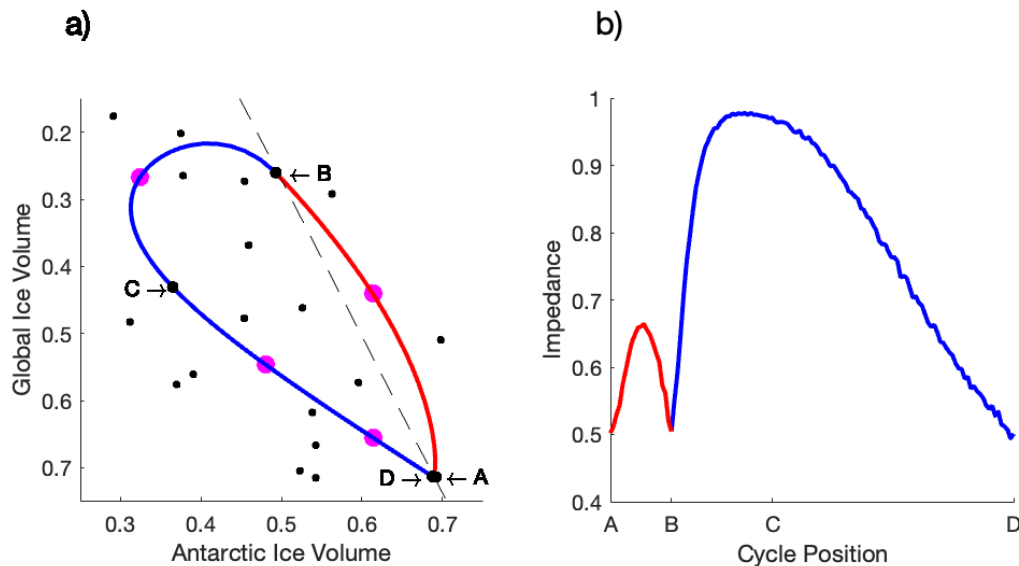 a)
Global Ice Volume
0.2
0.3
0.4
0.5
0.6
0.7
← B
C →
D → ← A
0.3 0.4 0.5 0.6 0.7
Antarctic Ice Volume
b)
Impedance
1
0.9
0.8
0.7
0.6
0.5
0.4
A B C D
Cycle Position